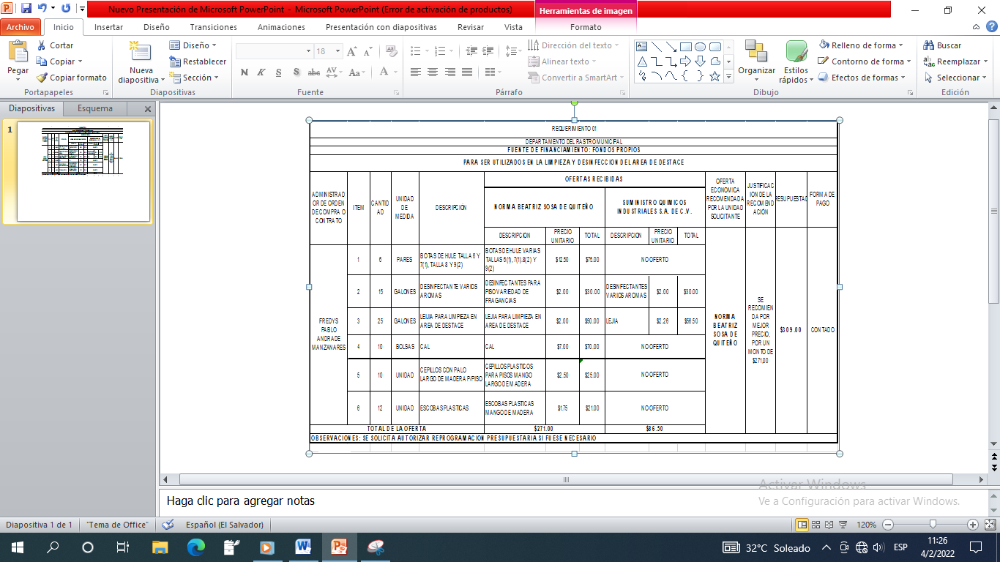 Nuevo Presentación de Microsoft PowerPoint - Microsoft PowerPoint (Error de activación de productos)
Herramientas de imagen
Archivo Inicio Insertar Diseño Transiciones Animaciones Presentación con diapositivas Revisar Vista Formato
Pegar
Cortar
Copiar
Copiar formato
Portapapeles
Nueva
diapositiva
Diseño
Restablecer
Sección
Diapositivas
18
N K S S abc AV Aa A
Fuente
Dirección del texto
Alinear texto
Convertir a SmartArt
Párrafo
Organizar
Estilos
rápidos
Relleno de forma
Contorno de forma
Efectos de formas
Dibujo
Buscar
Reemplazar
Seleccionar
Edición
Diapositivas Esquema
1
REQUERIMIENTO 01
DEPARTAMENTO DEL RASTRO MUNICIPAL
FUENTE DE FINANCIAMIENTO: FONDOS PROPIOS
PARA SER UTILIZADOS EN LA LIMPIEZA Y DESINFECCION DEL AREA DE DESTACE
ADMINISTRAD
OR DE ORDEN
DE COMPRA O
CONTRATO
ITEM
CANTID
AD
UNIDAD
DE
MEDIDA
DESCRIPCIÓN
OFERTAS RECIBIDAS
NORMA BEATRIZ SOSA DE QUITEÑO
SUMINISTRO QUIMICOS
INDUSTRIALES S.A. DE C.V.
OFERTA
ECONOMICA
RECOMENDADA
POR LA UNIDAD
SOLICITANTE
JUSTIFICAC
ION DE LA
RECOMEND
ACIÓN
RESUPUESTAD
FORMA DE
PAGO
DESCRIPCION
PRECIO
UNITARIO
TOTAL
DESCRIPCION
PRECIO
UNITARIO
TOTAL
FREDYS
PABLO
ANDRADE
MANZANARES
1
6
PARES
BOTAS DE HULE TALLA 6 Y
7(1), TALLA 8 Y 9(2)
BOTAS DE HULE VARIAS
TALLAS 6(1), 7(1).8(2) Y
9(2)
$12.50
$75.00
NO OFERTO
2
15
GALONES
DESINFECTANTE VARIOS
AROMAS
DESINFECTANTES PARA
PISO VARIEDAD DE
FRAGANCIAS
$2.00
$30.00
DESINFECTANTES
VARIOS AROMAS
$2.00
$30.00
3
25
GALONES
LEJIA PARA LIMPIEZA EN
AREA DE DESTACE
LEJIA PARA LIMPIEZA EN
AREA DE DESTACE
$2.00
$50.00
LEJIA
$2.26
$56.50
4
10
BOLSAS
CAL
CAL
$7.00
$70.00
NO OFERTO
5
10
UNIDAD
CEPILLOS CON PALO
LARGO DE MADERA P/PISO
CEPILLOS PLASTICOS
PARA PISOS MANGO
LARGO DE MADERA
$2.50
$25.00
NO OFERTO
6
12
UNIDAD
ESCOBAS PLASTICAS
ESCOBAS PLASTICAS
MANGO DE MADERA
$1.75
$21.00
NO OFERTO
NORMA
BEATRIZ
SOSA DE
QUITEÑO
SE
RECOMIEN
DA POR
MEJOR
PRECIO,
POR UN
MONTO DE
$271,00
$309.00
CONTADO
TOTAL DE LA OFERTA
$271.00
$86.50
OBSERVACIONES: SE SOLICITA AUTORIZAR REPROGRAMACION PRESUPUESTARIA SI FUESE NECESARIO
Haga clic para agregar notas
Activar Windows
Ve a Configuración para activar Windows.
Diapositiva 1 de 1 "Tema de Office" Español (El Salvador) 120%
32°C Soleado ESP
11:26
4/2/2022